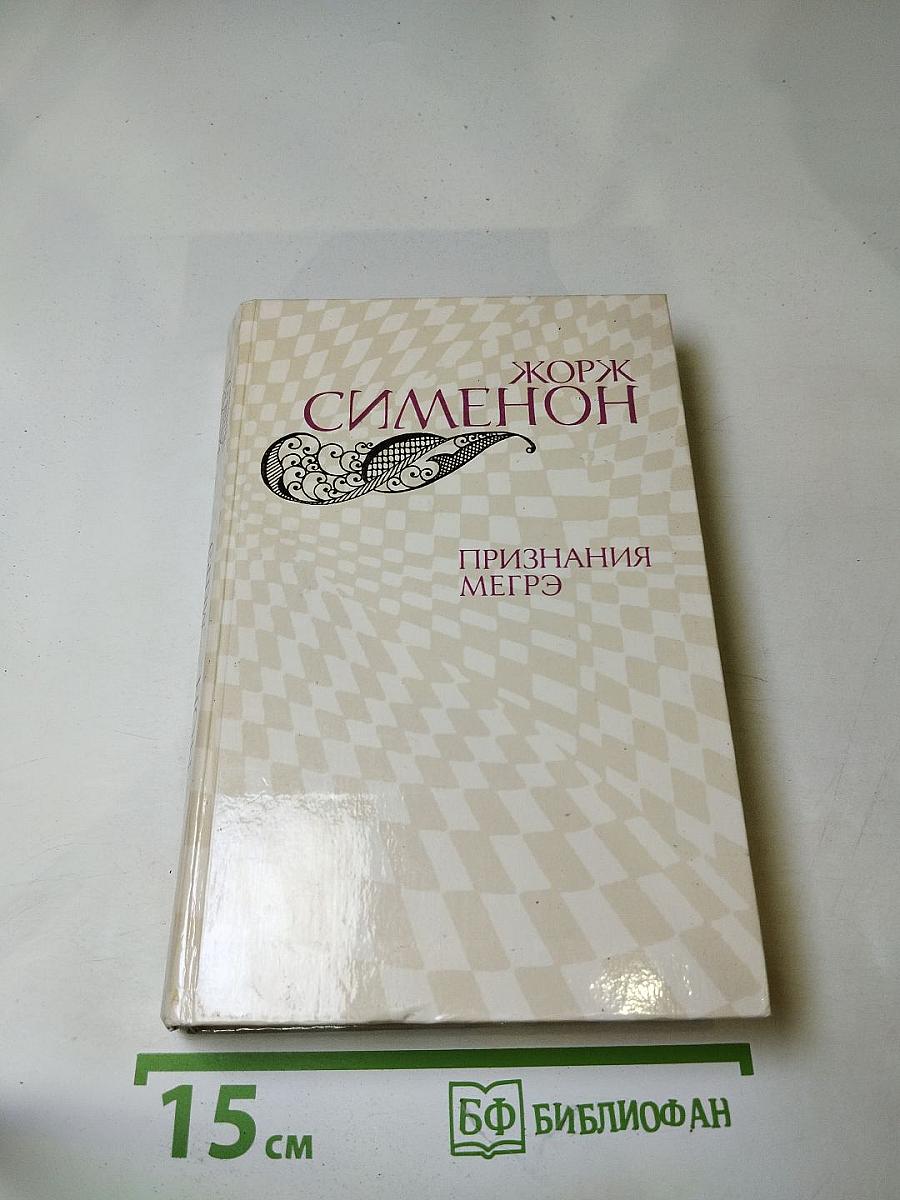 ЖОРЖ
СИМЕНОН
ПРИЗНАНИЯ
МЕГРЭ
15 см
БФ БИБЛИОФАН